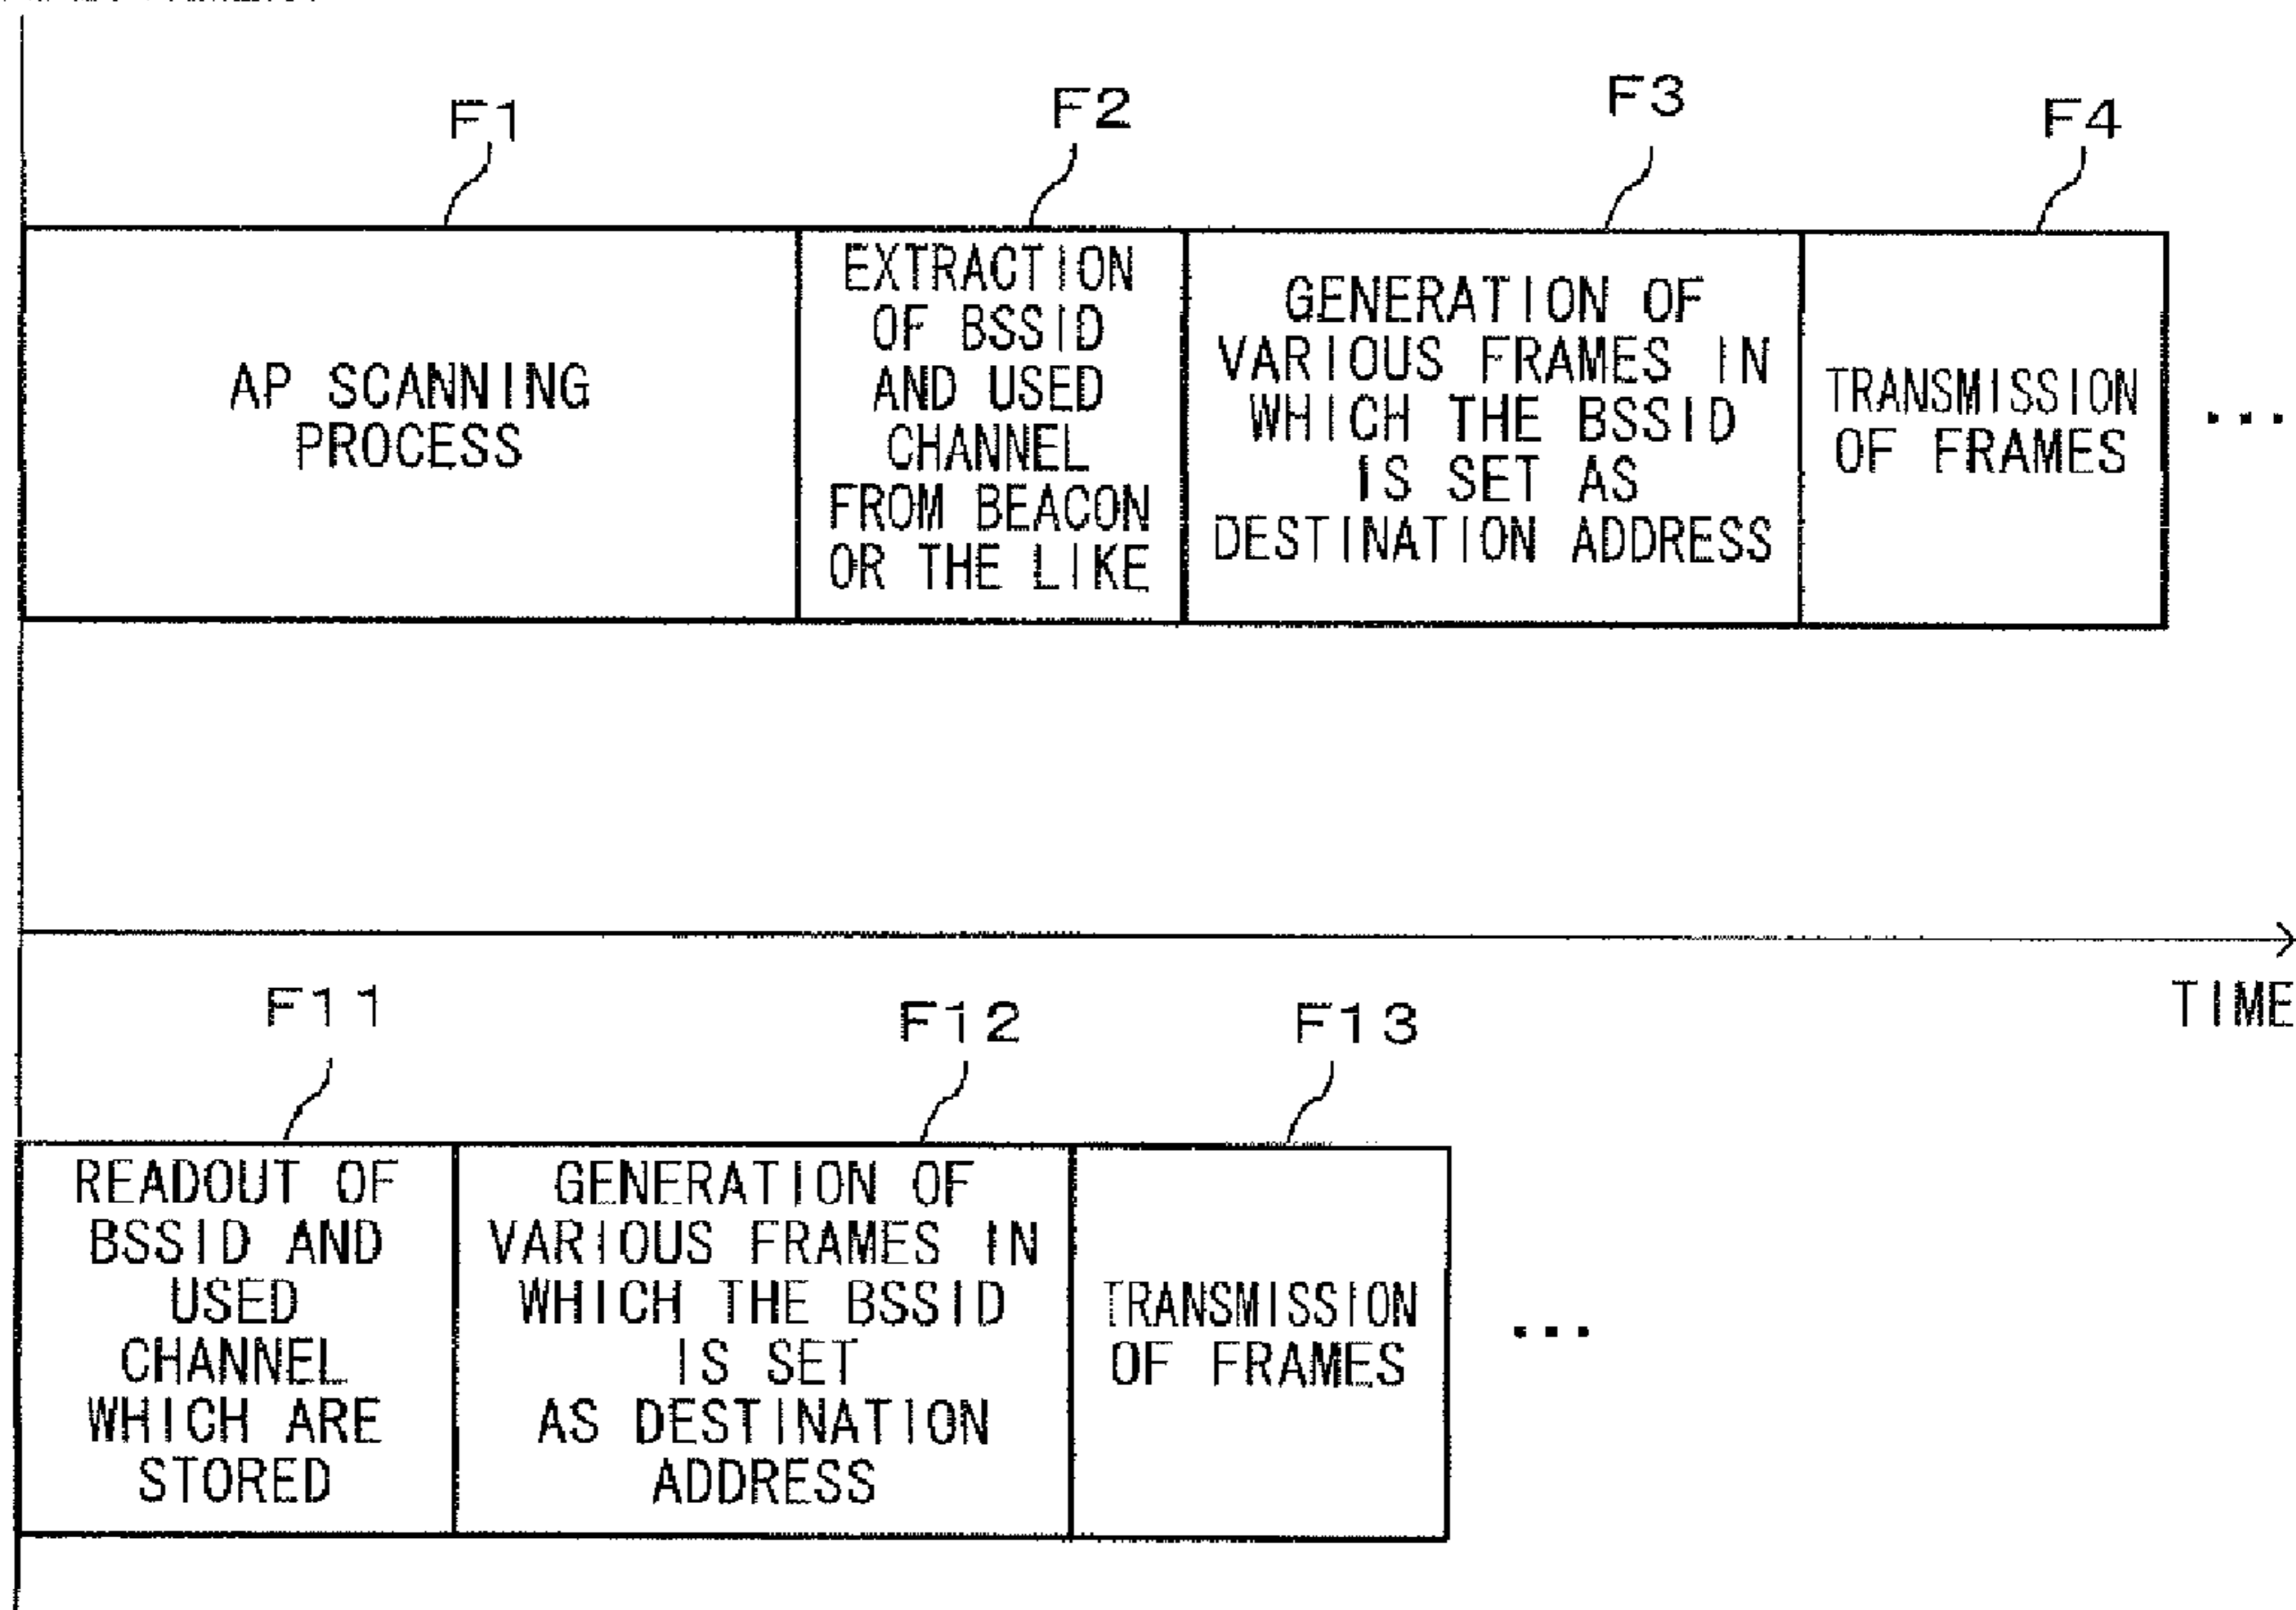 F1
F2
F3
F4
AP SCANNING
PROCESS
EXTRACTION
OF BSSID
AND USED
CHANNEL
FROM BEACON
OR THE LIKE
GENERATION OF
VARIOUS FRAMES IN
WHICH THE BSSID
IS SET AS
DESTINATION ADDRESS
TRANSMISSION
OF FRAMES
...
TIME
F11
F12
F13
READOUT OF
BSSID AND
USED
CHANNEL
WHICH ARE
STORED
GENERATION OF
VARIOUS FRAMES IN
WHICH THE BSSID
IS SET
AS DESTINATION
ADDRESS
TRANSMISSION
OF FRAMES
...